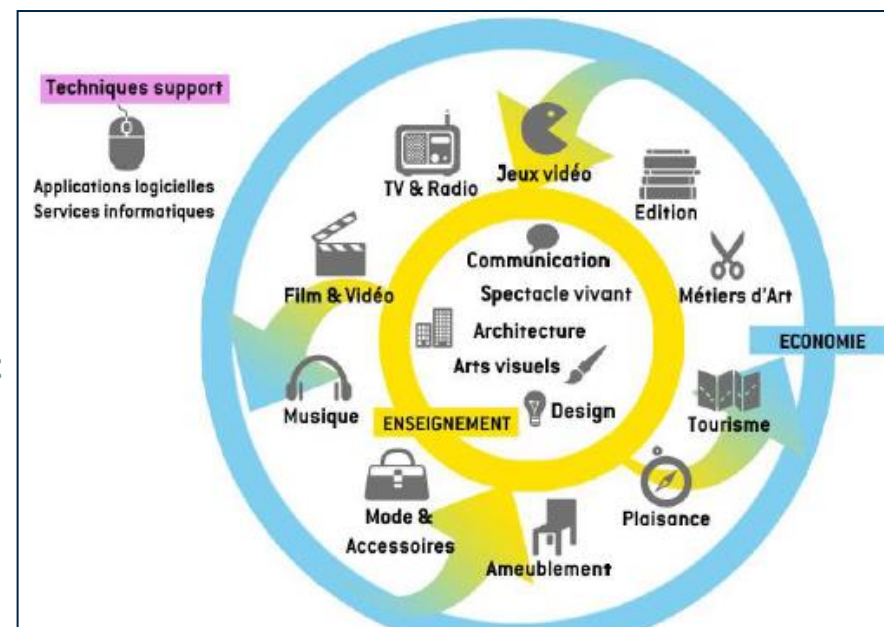 Techniques support
Applications logicielles
Services informatiques
TV & Radio
Jeux vidéo
Edition
Film & Vidéo
Communication
Spectacle vivant
Métiers d'Art
Architecture
ECONOMIE
Arts visuels
Musique
ENSEIGNEMENT
Design
Tourisme
Mode &
Accessoires
Plaisance
Ameublement